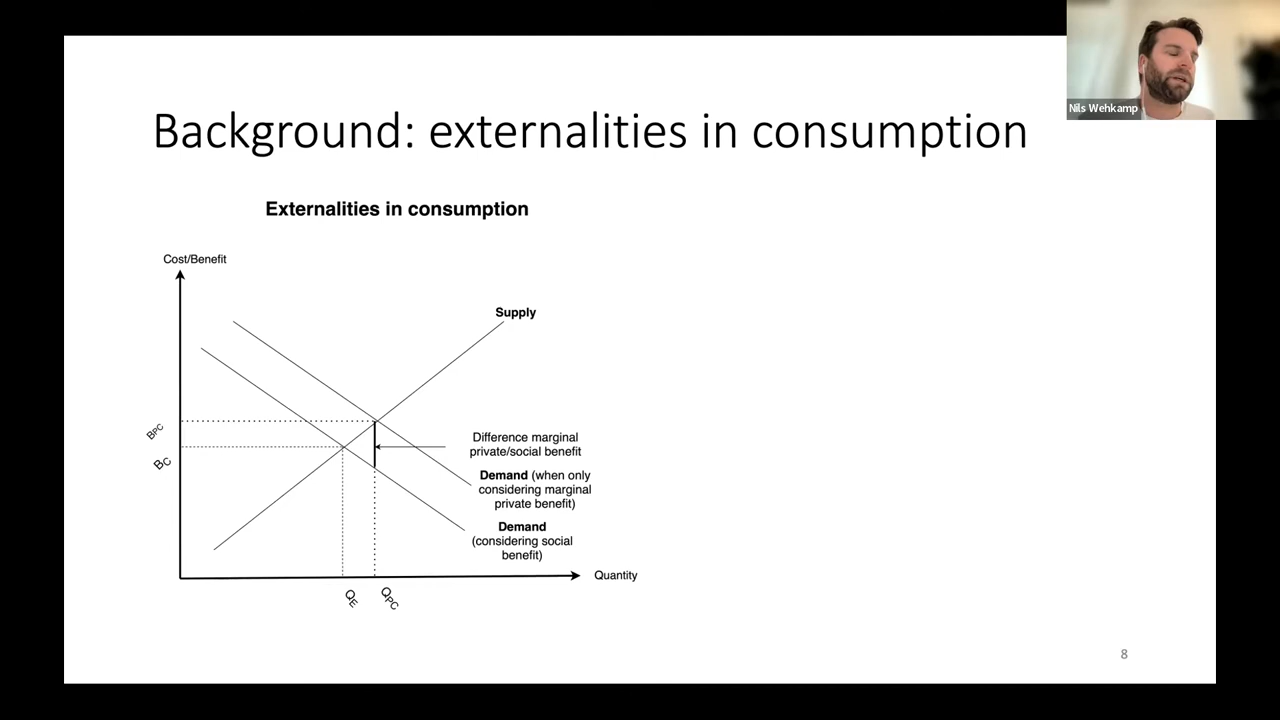 Nils Wehkamp
Background: externalities in consumption
Externalities in consumption
Cost/Benefit
Supply
BPC
BC
Difference marginal
private/social benefit
Demand (when only
considering marginal
private benefit)
Demand
(considering social
benefit)
Quantity
QE
QPC
8